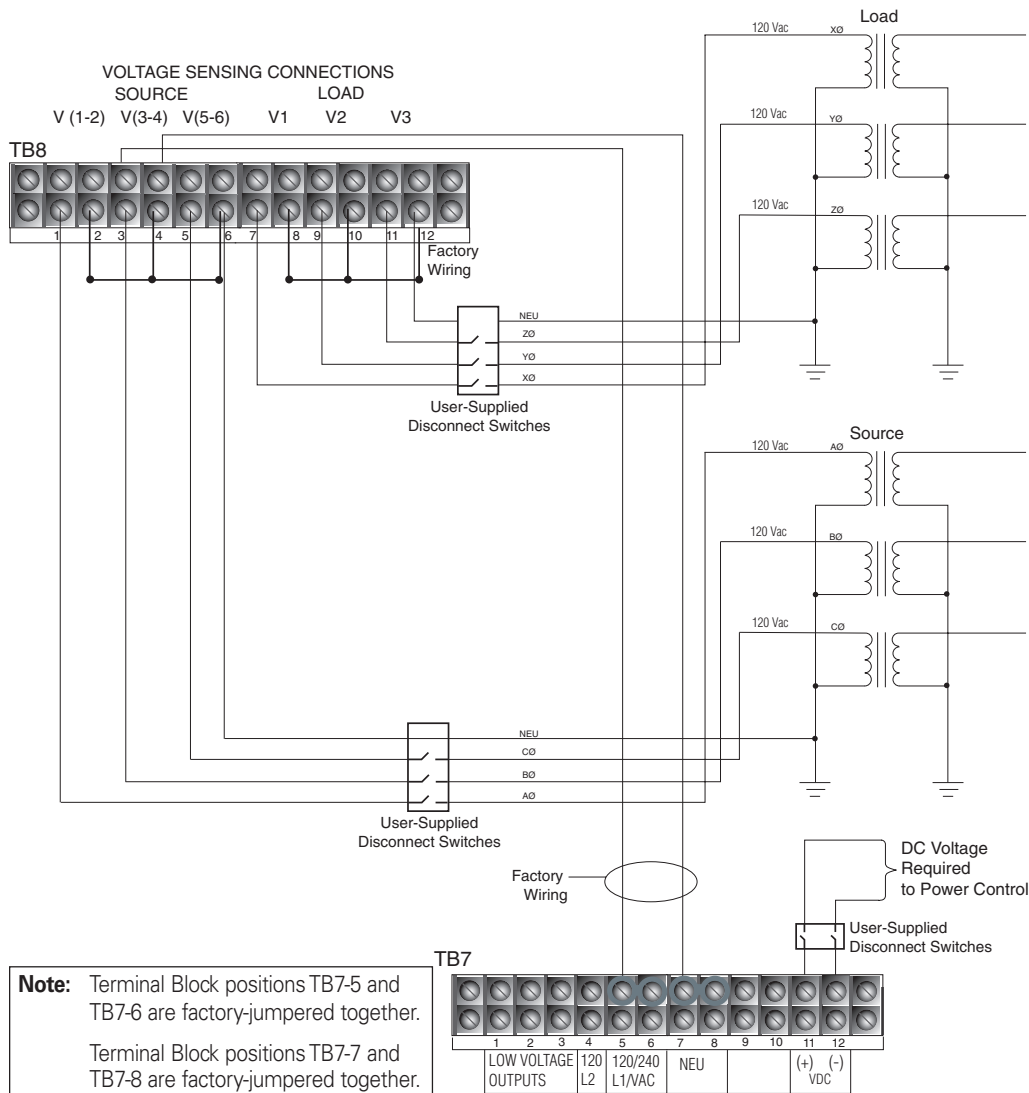 Load
120 Vac XØ
VOLTAGE SENSING CONNECTIONS
SOURCE LOAD
V (1-2) V(3-4) V(5-6) V1 V2 V3
120 Vac YØ
TB8
120 Vac ZØ
1 2 3 4 5 6 7 8 9 10 11 12
Factory
Wiring
NEU
ZØ
YØ
XØ
User-Supplied
Disconnect Switches
Source
120 Vac AØ
120 Vac BØ
120 Vac CØ
NEU
CØ
BØ
AØ
User-Supplied
Disconnect Switches
DC Voltage
Required
to Power Control
Factory
Wiring
User-Supplied
Disconnect Switches
TB7
Note: Terminal Block positions TB7-5 and
TB7-6 are factory-jumpered together.
Terminal Block positions TB7-7 and
TB7-8 are factory-jumpered together.
1 2 3 4 5 6 7 8 9 10 11 12
LOW VOLTAGE
OUTPUTS
120
L2
120/240
L1/VAC
NEU
(+) (-)
VDC